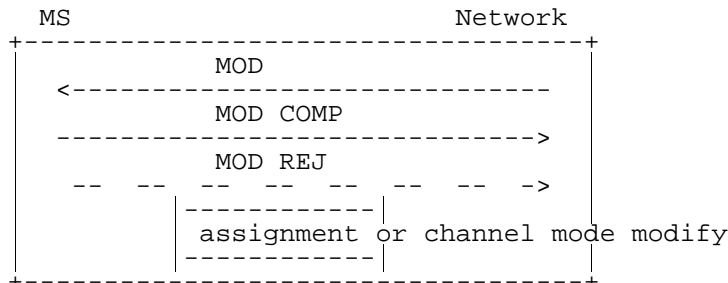 MS Network
MOD
MOD COMP
MOD REJ
assignment or channel mode modify